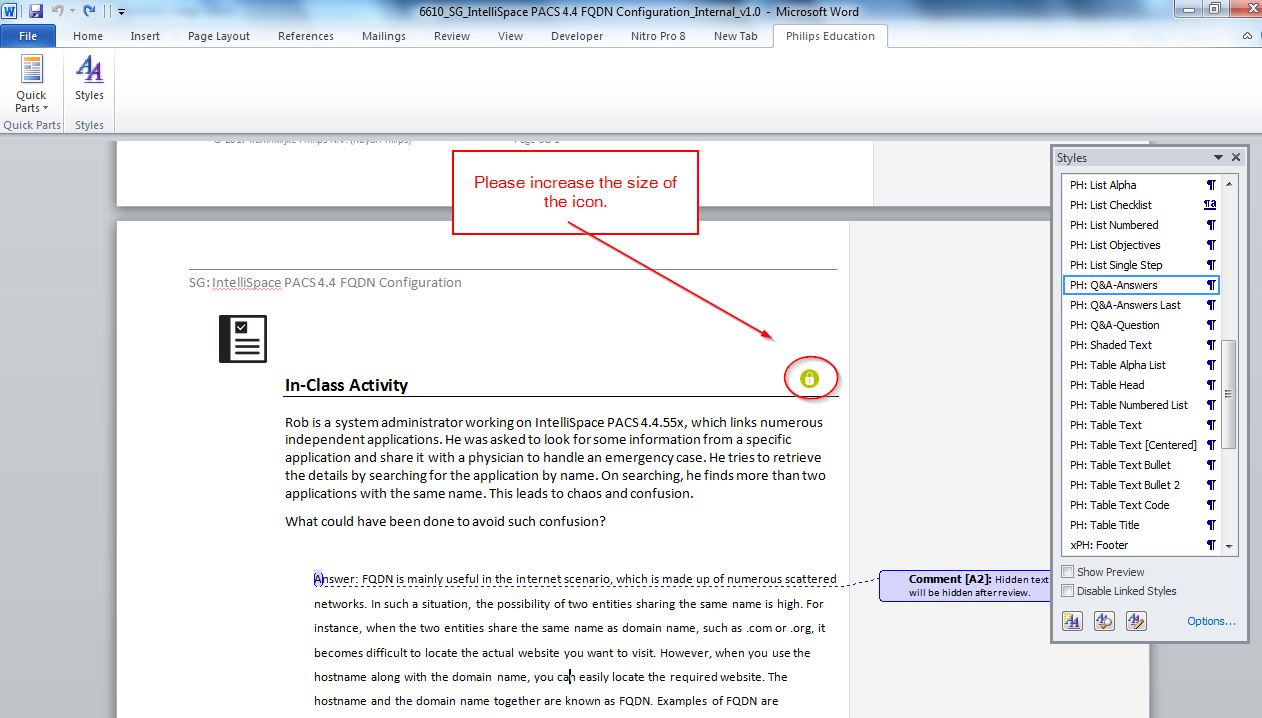 6610_SG_IntelliSpace PACS 4.4 FQDN Configuration_Internal_v1.0 - Microsoft Word
File Home Insert Page Layout References Mailings Review View Developer Nitro Pro 8 New Tab Philips Education
Quick Parts
Styles
Quick Parts
Styles
Please increase the size of
the icon.
SG: IntelliSpace PACS 4.4 FQDN Configuration
In-Class Activity
Rob is a system administrator working on IntelliSpace PACS 4.4.55x, which links numerous
independent applications. He was asked to look for some information from a specific
application and share it with a physician to handle an emergency case. He tries to retrieve
the details by searching for the application by name. On searching, he finds more than two
applications with the same name. This leads to chaos and confusion.
What could have been done to avoid such confusion?
Answer: FQDN is mainly useful in the internet scenario, which is made up of numerous scattered
networks. In such a situation, the possibility of two entities sharing the same name is high. For
instance, when the two entities share the same name as domain name, such as .com or .org, it
becomes difficult to locate the actual website you want to visit. However, when you use the
hostname along with the domain name, you can easily locate the required website. The
hostname and the domain name together are known as FQDN. Examples of FQDN are
Comment [A2]: Hidden text
will be hidden after review.
Styles
PH: List Alpha
PH: List Checklist
PH: List Numbered
PH: List Objectives
PH: List Single Step
PH: Q&A-Answers
PH: Q&A-Answers Last
PH: Q&A-Question
PH: Shaded Text
PH: Table Alpha List
PH: Table Head
PH: Table Numbered List
PH: Table Text
PH: Table Text [Centered]
PH: Table Text Bullet
PH: Table Text Bullet 2
PH: Table Text Code
PH: Table Title
xPH: Footer
Show Preview
Disable Linked Styles
Options...